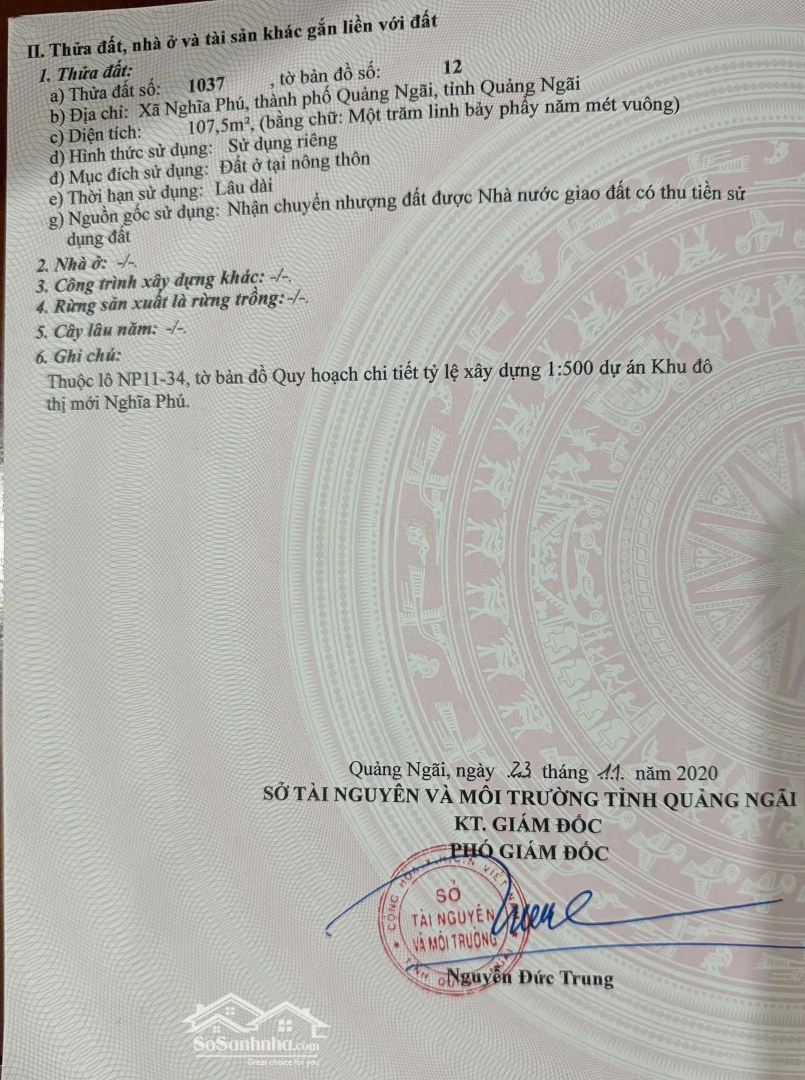 II. Thửa đất, nhà ở và tài sản khác gắn liền với đất
1. Thửa đất:
a) Thửa đất số: 1037 , tờ bản đồ số: 12
b) Địa chỉ: Xã Nghĩa Phú, thành phố Quảng Ngãi, tỉnh Quảng Ngãi
c) Diện tích: 107,5m², (bằng chữ: Một trăm linh bảy phẩy năm mét vuông)
d) Hình thức sử dụng: Sử dụng riêng
đ) Mục đích sử dụng: Đất ở tại nông thôn
e) Thời hạn sử dụng: Lâu dài
g) Nguồn gốc sử dụng: Nhận chuyển nhượng đất được Nhà nước giao đất có thu tiền sử
dụng đất
2. Nhà ở: -/-.
3. Công trình xây dựng khác: -/-.
4. Rừng sản xuất là rừng trồng: -/-.
5. Cây lâu năm: -/-.
6. Ghi chú:
Thuộc lô NP11-34, tờ bản đồ Quy hoạch chi tiết tỷ lệ xây dựng 1:500 dự án Khu đô
thị mới Nghĩa Phú.
Quảng Ngãi, ngày .23 tháng .11. năm 2020
SỞ TÀI NGUYÊN VÀ MÔI TRƯỜNG TỈNH QUẢNG NGÃI
KT. GIÁM ĐỐC
PHÓ GIÁM ĐỐC
CỘNG HÒA X.H.C.N VIỆT
SỞ
TÀI NGUYÊN
VÀ MÔI TRƯỜNG
TỈNH
Nguyễn Đức Trung
SoSanhnha.com
Great choice for you